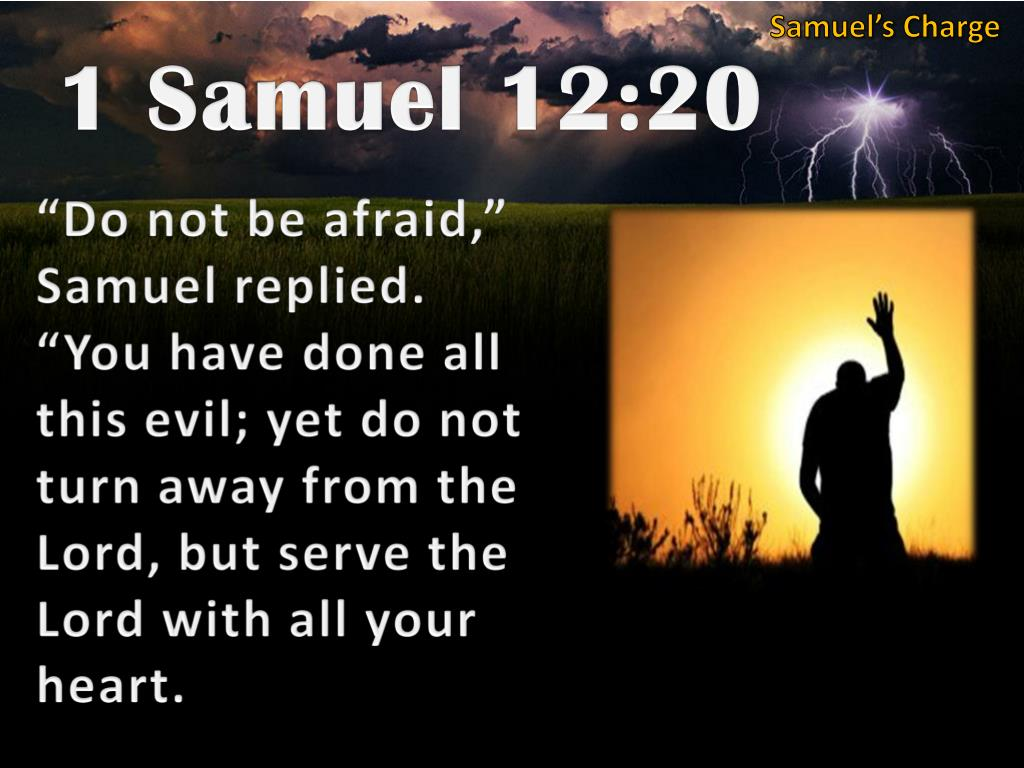 Samuel’s Charge
1 Samuel 12:20
“Do not be afraid,”
Samuel replied.
“You have done all
this evil; yet do not
turn away from the
Lord, but serve the
Lord with all your
heart.